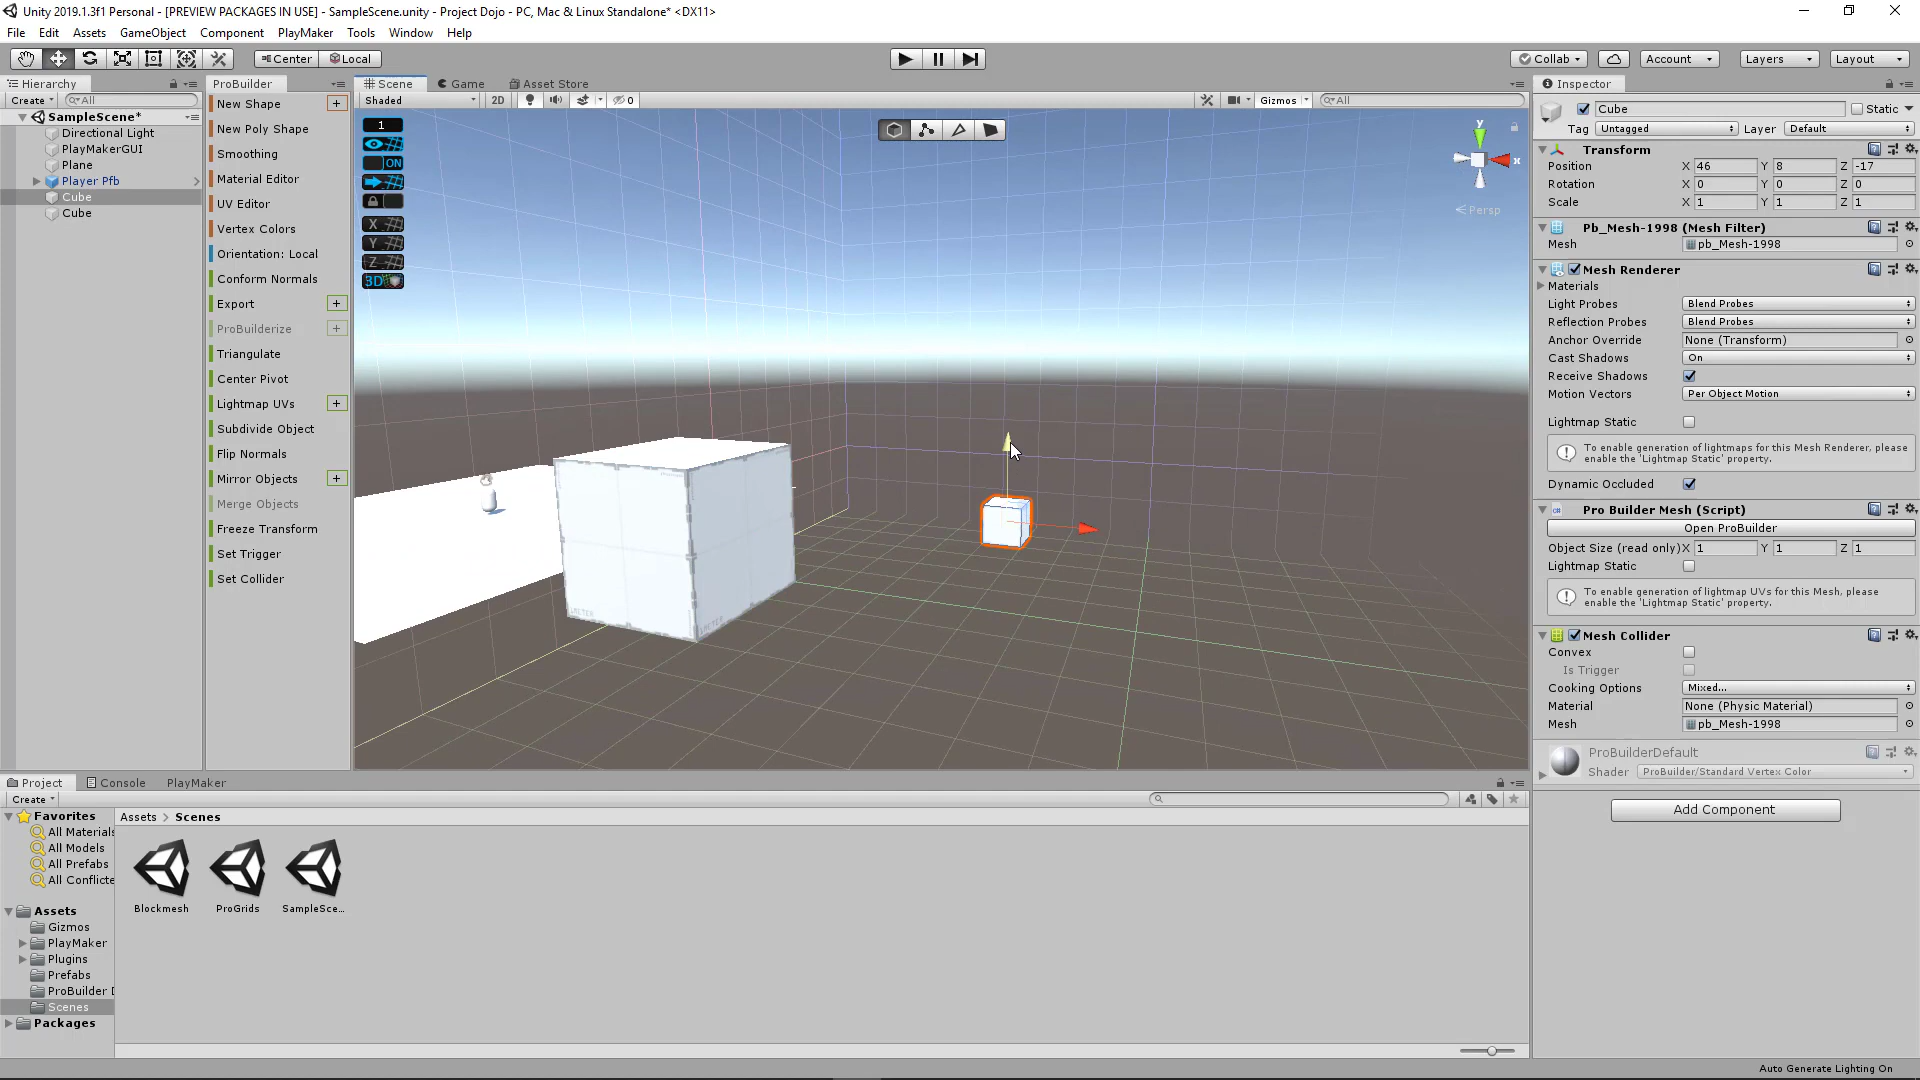 Unity 2019.1.3f1 Personal - [PREVIEW PACKAGES IN USE] - SampleScene.unity - Project Dojo - PC, Mac & Linux Standalone* <DX11>
File Edit Assets GameObject Component PlayMaker Tools Window Help
Center Local
Collab Account Layers Layout
Hierarchy
Create All
SampleScene*
Directional Light
PlayMakerGUI
Plane
Player Pfb
Cube
Cube
ProBuilder
New Shape +
New Poly Shape
Smoothing
Material Editor
UV Editor
Vertex Colors
Orientation: Local
Conform Normals
Export +
ProBuilderize +
Triangulate
Center Pivot
Lightmap UVs +
Subdivide Object
Flip Normals
Mirror Objects +
Merge Objects
Freeze Transform
Set Trigger
Set Collider
Scene Game Asset Store
Shaded 2D 0 Gizmos All
1
ON
X
Y
Z
3D
y
x
Persp
Inspector
Cube Static
Tag Untagged Layer Default
Transform
Position X 46 Y 8 Z -17
Rotation X 0 Y 0 Z 0
Scale X 1 Y 1 Z 1
Pb_Mesh-1998 (Mesh Filter)
Mesh pb_Mesh-1998
Mesh Renderer
Materials
Light Probes Blend Probes
Reflection Probes Blend Probes
Anchor Override None (Transform)
Cast Shadows On
Receive Shadows
Motion Vectors Per Object Motion
Lightmap Static
To enable generation of lightmaps for this Mesh Renderer, please
enable the 'Lightmap Static' property.
Dynamic Occluded
Pro Builder Mesh (Script)
Open ProBuilder
Object Size (read only) X 1 Y 1 Z 1
Lightmap Static
To enable generation of lightmap UVs for this Mesh, please
enable the 'Lightmap Static' property.
Mesh Collider
Convex
Is Trigger
Cooking Options Mixed...
Material None (Physic Material)
Mesh pb_Mesh-1998
ProBuilderDefault
Shader ProBuilder/Standard Vertex Color
Add Component
Project Console PlayMaker
Create
Favorites
All Materials
All Models
All Prefabs
All Conflicte
Assets
Gizmos
PlayMaker
Plugins
Prefabs
ProBuilder D
Scenes
Packages
Assets > Scenes
Blockmesh ProGrids SampleSce...
Auto Generate Lighting On